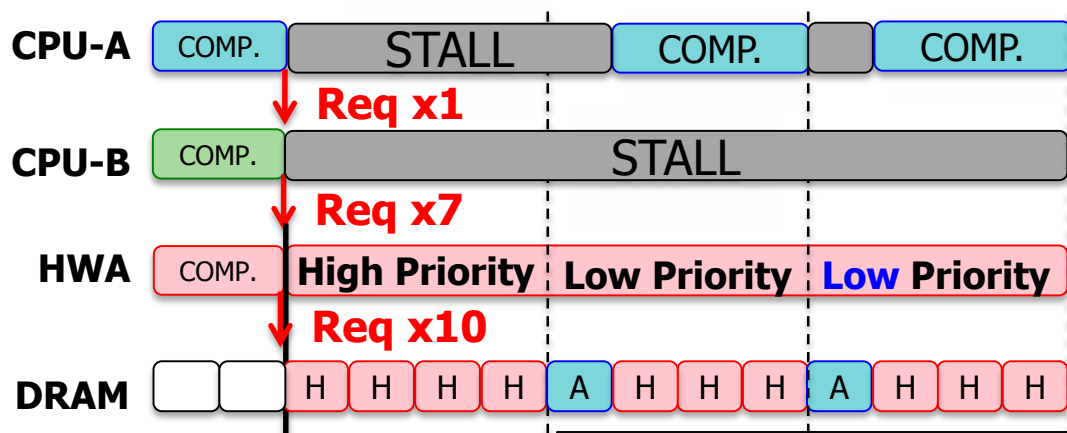 CPU-A COMP. STALL COMP. COMP.
Req x1
CPU-B COMP. STALL
Req x7
HWA COMP. High Priority Low Priority Low Priority
Req x10
DRAM H H H H A H H H A H H H